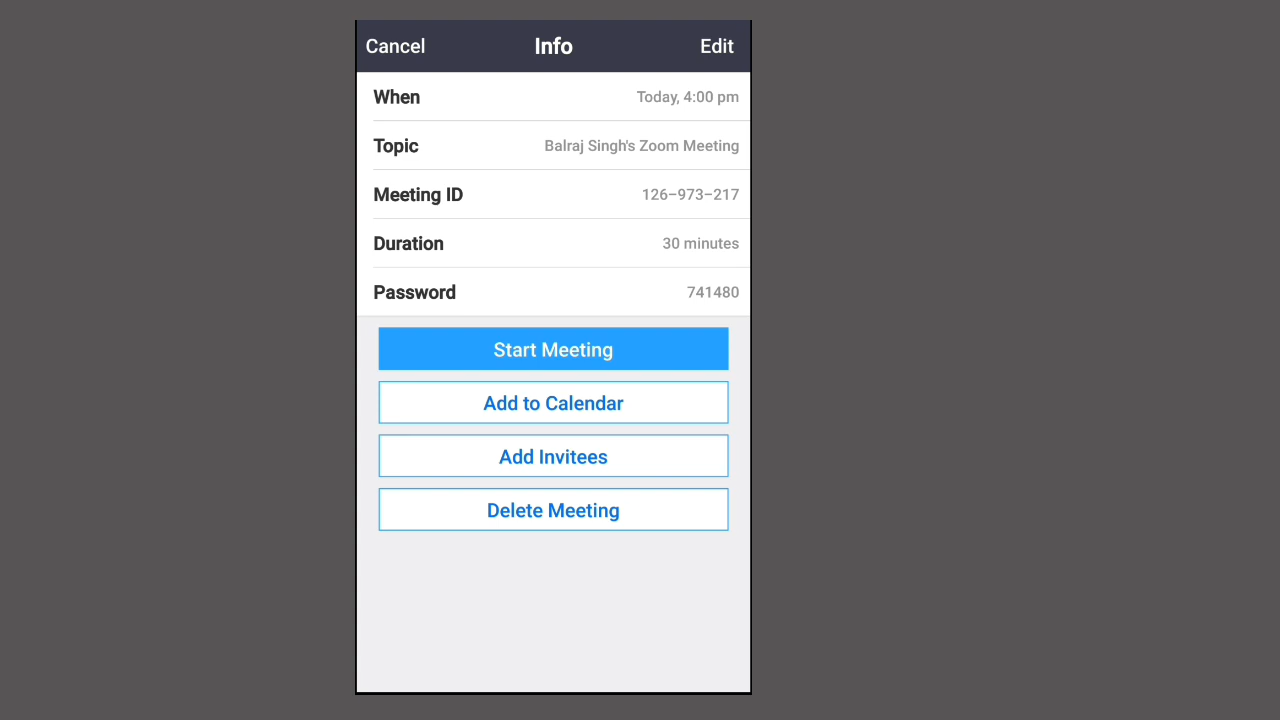 Cancel Info Edit
When Today, 4:00 pm
Topic Balraj Singh's Zoom Meeting
Meeting ID 126-973-217
Duration 30 minutes
Password 741480
Start Meeting
Add to Calendar
Add Invitees
Delete Meeting